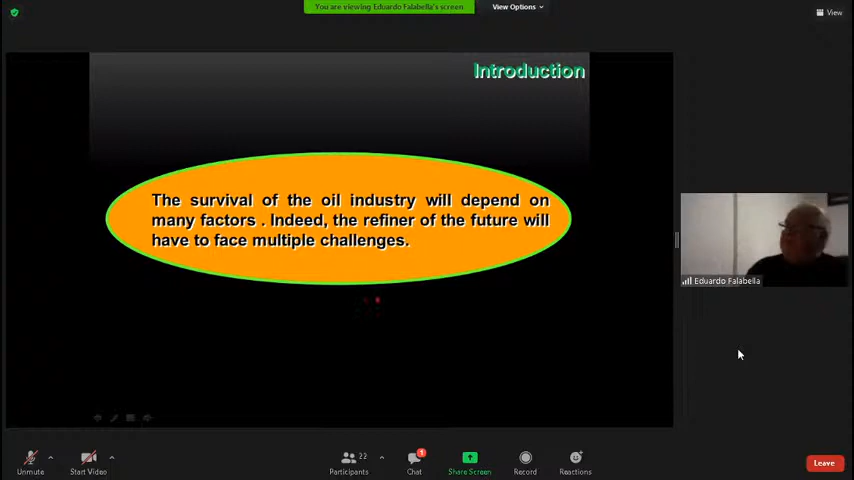 You are viewing Eduardo Falabella's screen
View Options
View
Introduction
The survival of the oil industry will depend on
many factors . Indeed, the refiner of the future will
have to face multiple challenges.
Eduardo Falabella
Unmute
Start Video
22
Participants
1
Chat
Share Screen
Record
Reactions
Leave